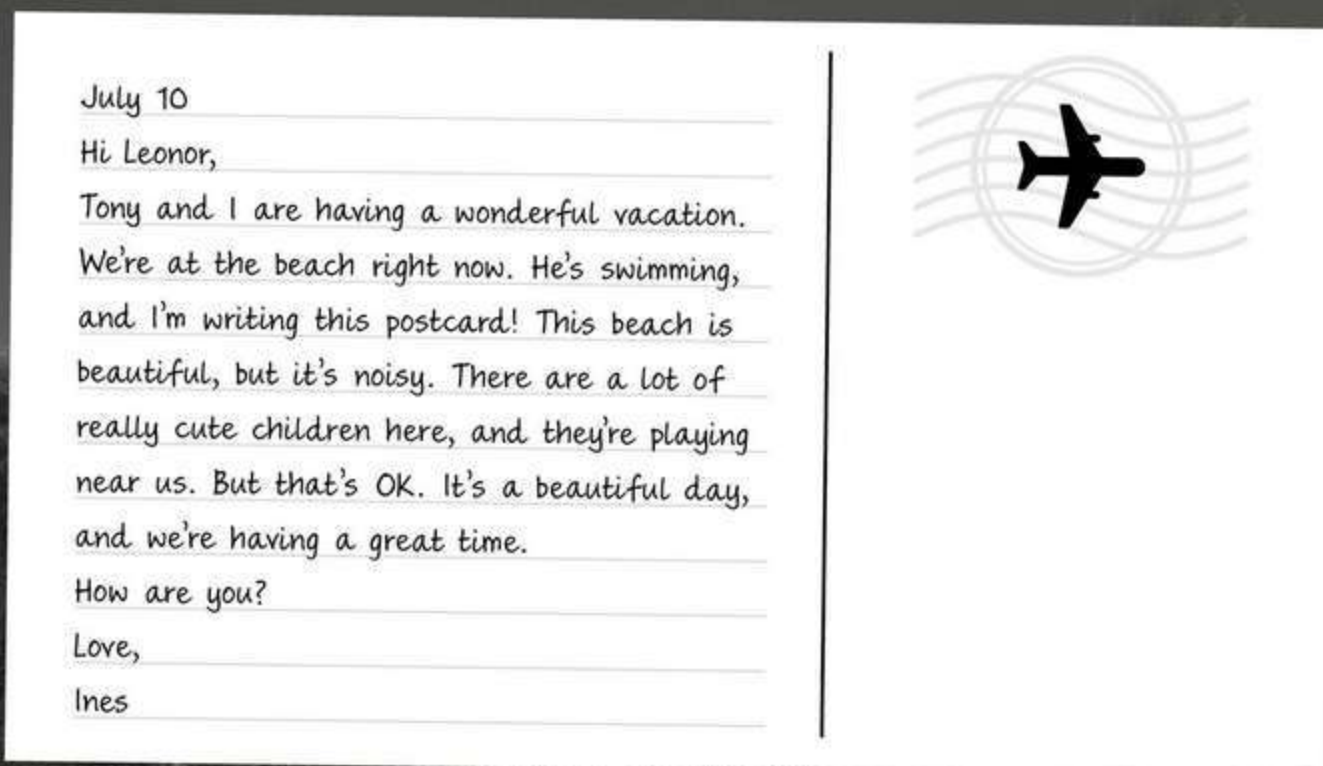 July 10
Hi Leonor,
Tony and I are having a wonderful vacation.
We're at the beach right now. He's swimming,
and I'm writing this postcard! This beach is
beautiful, but it's noisy. There are a lot of
really cute children here, and they're playing
near us. But that's OK. It's a beautiful day,
and we're having a great time.
How are you?
Love,
Ines